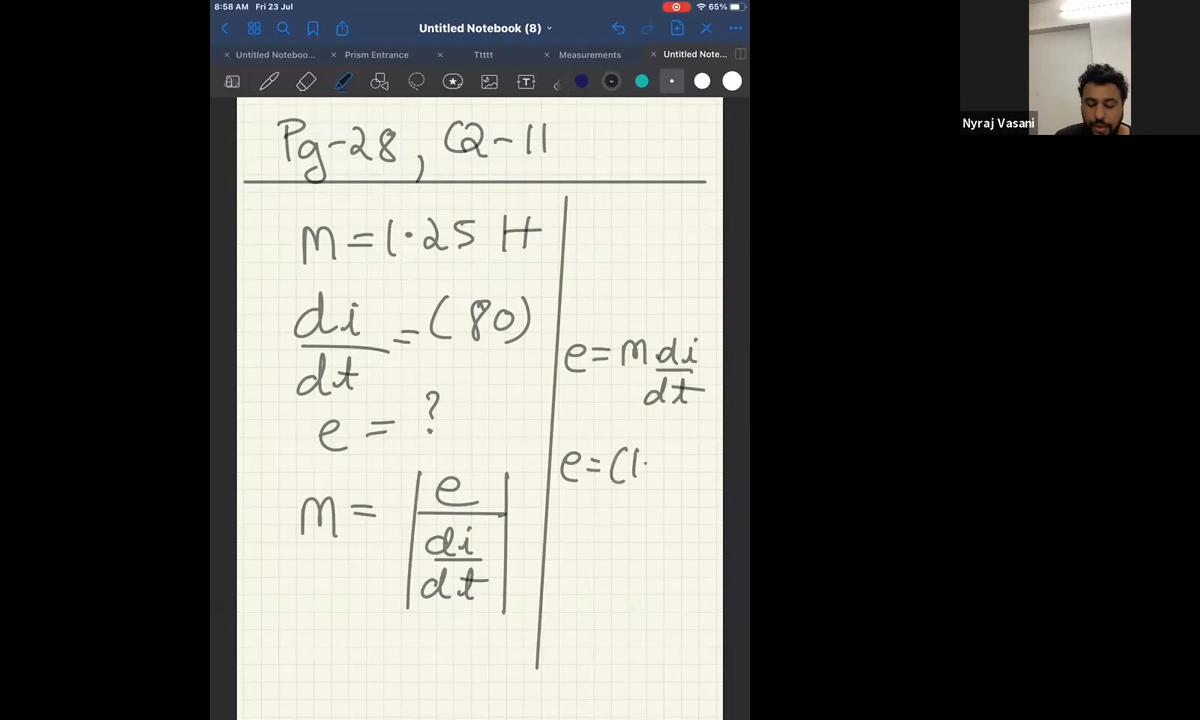 8:58 AM Fri 23 Jul
65%
Untitled Notebook (8)
Untitled Noteboo...
Prism Entrance
Ttttt
Measurements
Untitled Note...
Nyraj Vasani
Pg-28, Q-11
m = 1.25 H
di/dt = (80)
e = ?
m = |e/(di/dt)|
e = m di/dt
e = (1.